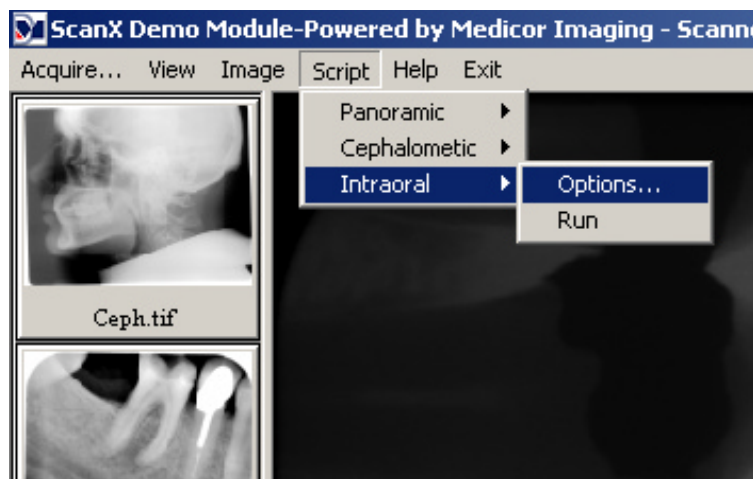 ScanX Demo Module-Powered by Medicor Imaging - Scann
Acquire... View Image Script Help Exit
Panoramic
Cephalometic
Intraoral
Options...
Run
Ceph.tif